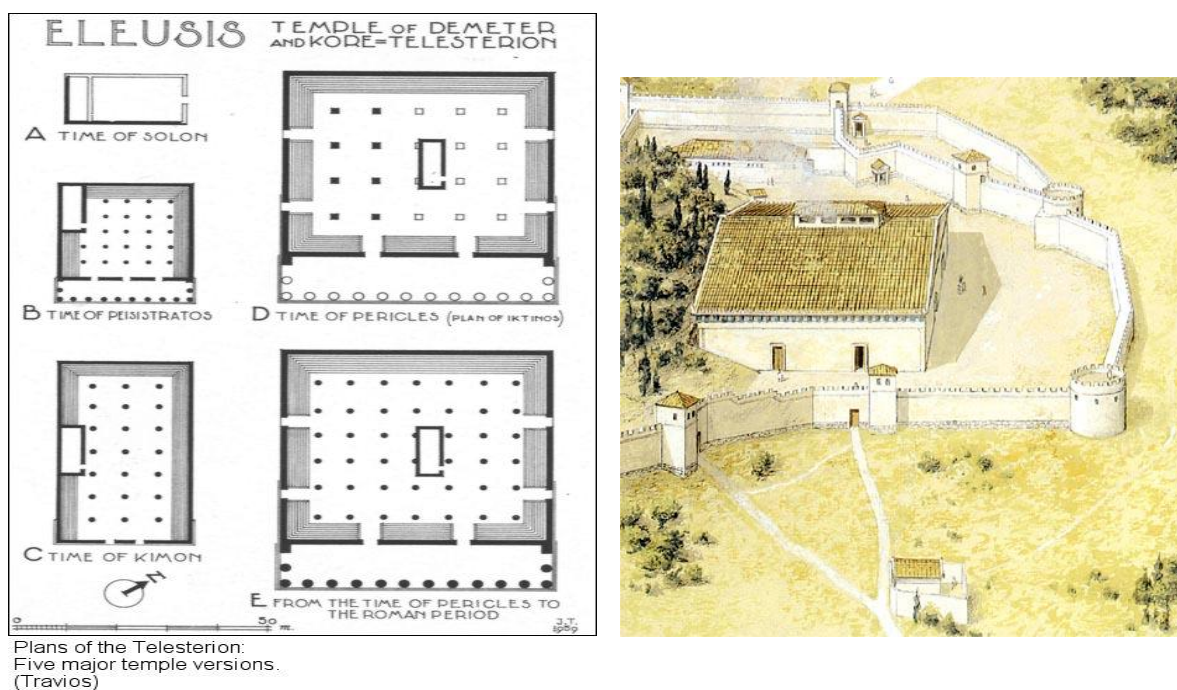 ELEUSIS
TEMPLE OF DEMETER
AND KORE=TELESTERION
A TIME OF SOLON
B TIME OF PEISISTRATOS
D TIME OF PERICLES (PLAN OF IKTINOS)
C TIME OF KIMON
N
E FROM THE TIME OF PERICLES TO
THE ROMAN PERIOD
0 50 m.
J.T.
1959
Plans of the Telesterion:
Five major temple versions.
(Travios)